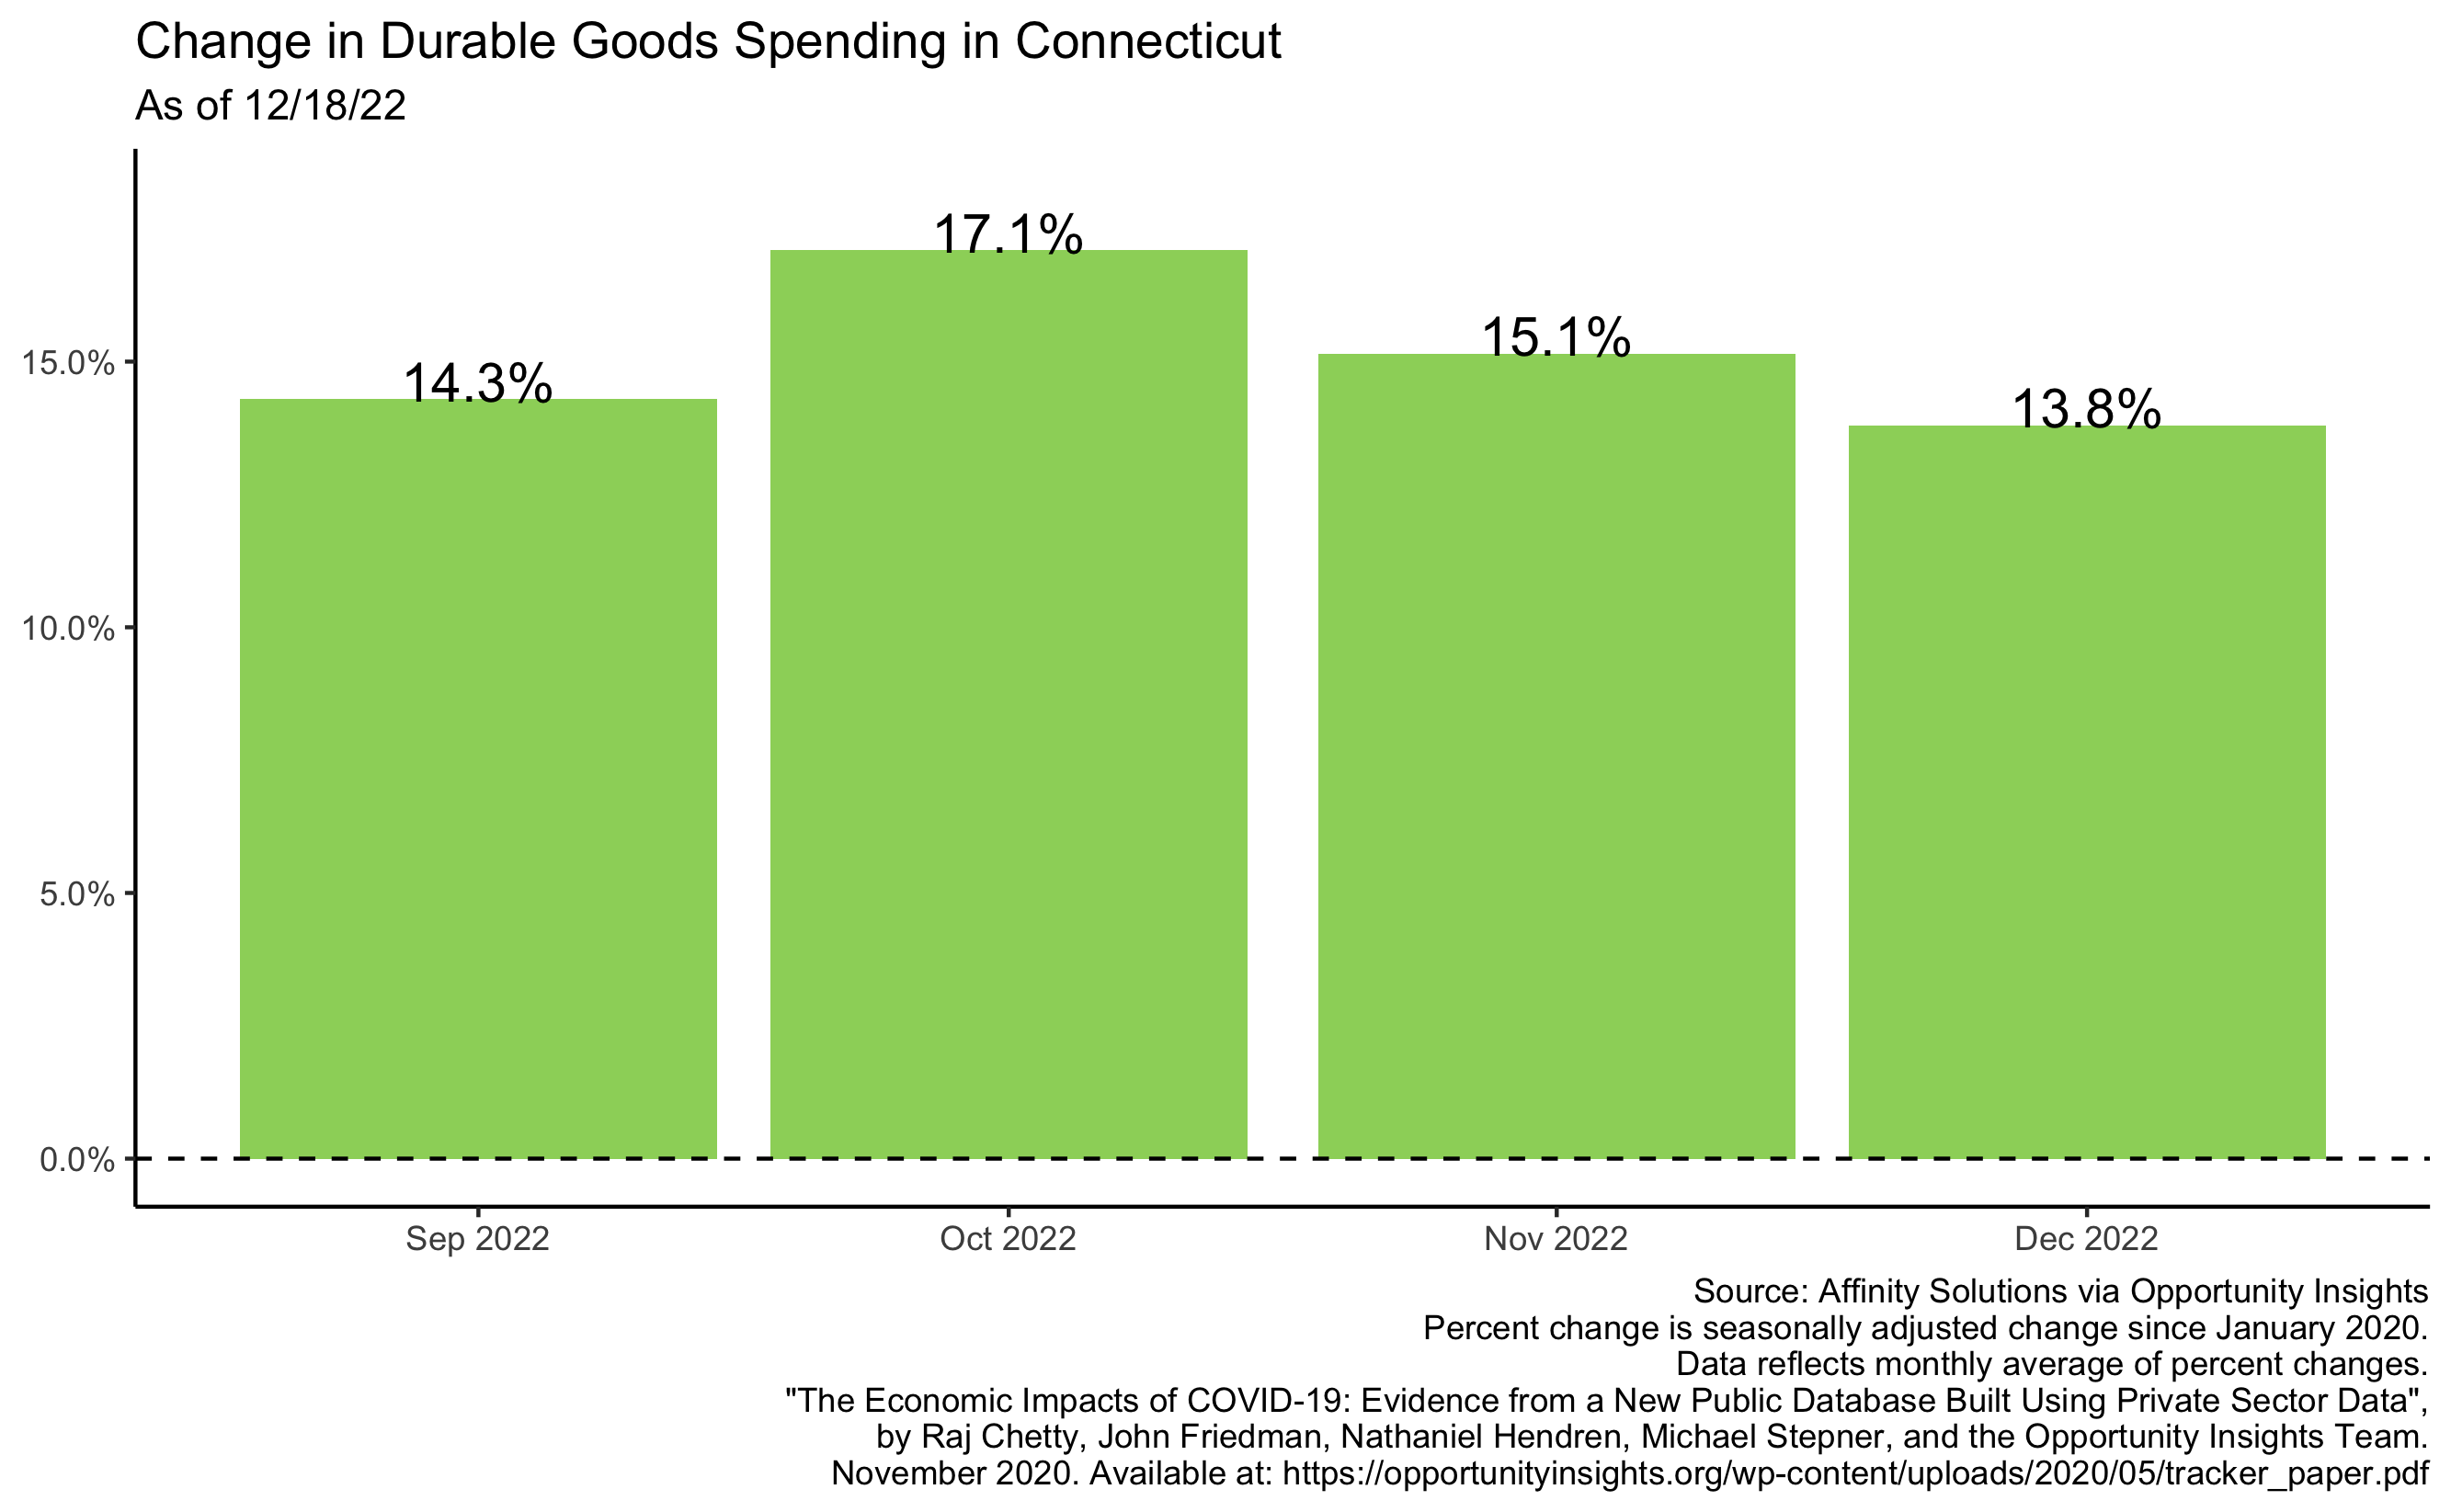 Change in Durable Goods Spending in Connecticut
As of 12/18/22
17.1%
15.1%
15.0%
14.3%
13.8%
10.0%
5.0%
0.0%
Sep 2022
Oct 2022
Nov 2022
Dec 2022
Source: Affinity Solutions via Opportunity Insights
Percent change is seasonally adjusted change since January 2020.
Data reflects monthly average of percent changes.
"The Economic Impacts of COVID-19: Evidence from a New Public Database Built Using Private Sector Data",
by Raj Chetty, John Friedman, Nathaniel Hendren, Michael Stepner, and the Opportunity Insights Team.
November 2020. Available at: https://opportunityinsights.org/wp-content/uploads/2020/05/tracker_paper.pdf